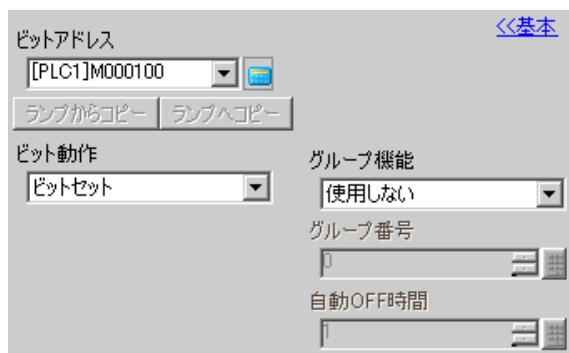 <<基本
ビットアドレス
[PLC1]M000100
ランプからコピー ランプへコピー
ビット動作
ビットセット
グループ機能
使用しない
グループ番号
0
自動OFF時間
1